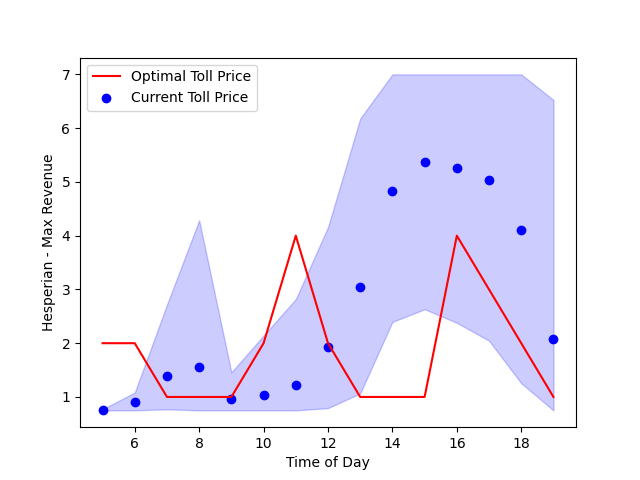 Optimal Toll Price
Current Toll Price
Hesperian - Max Revenue
7
6
5
4
3
2
1
6 8 10 12 14 16 18
Time of Day